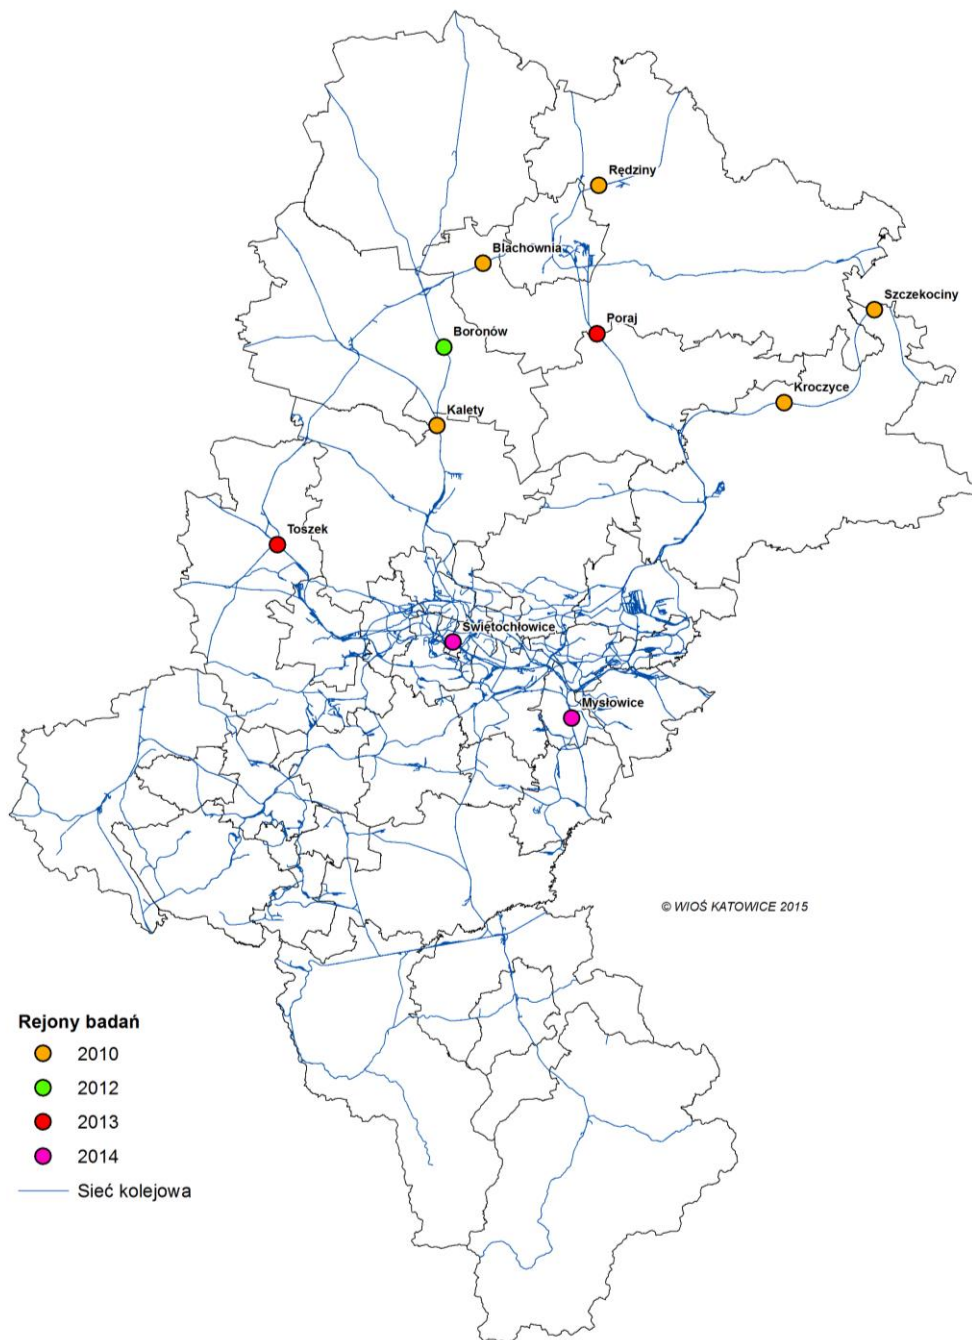 Rędziny
Blachownia
Szczekociny
Poraj
Boronów
Kroczyce
Kalety
Toszek
Świętochłowice
Mysłowice
© WIOŚ KATOWICE 2015
Rejony badań
2010
2012
2013
2014
Sieć kolejowa